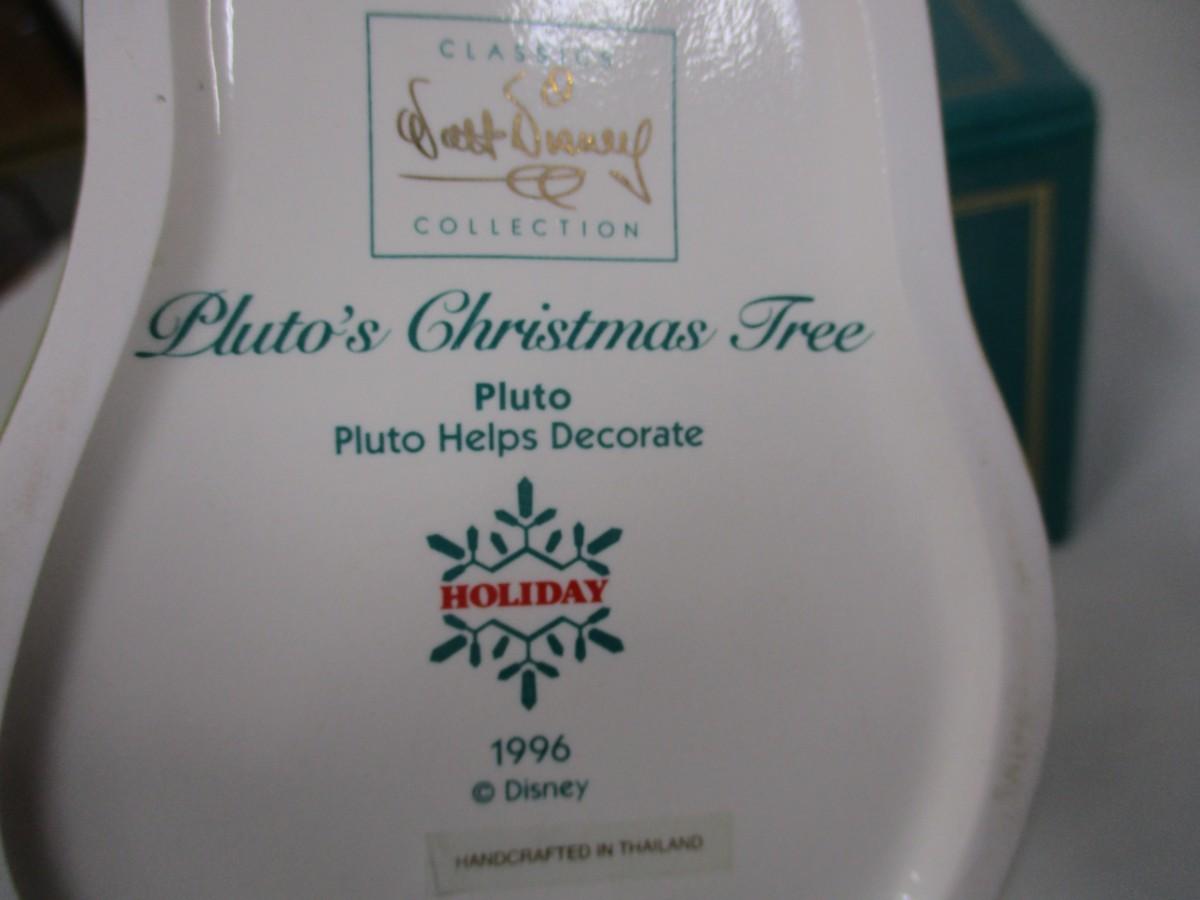 CLASSICS
Walt Disney
COLLECTION
Pluto's Christmas Tree
Pluto
Pluto Helps Decorate
HOLIDAY
1996
© Disney
HANDCRAFTED IN THAILAND